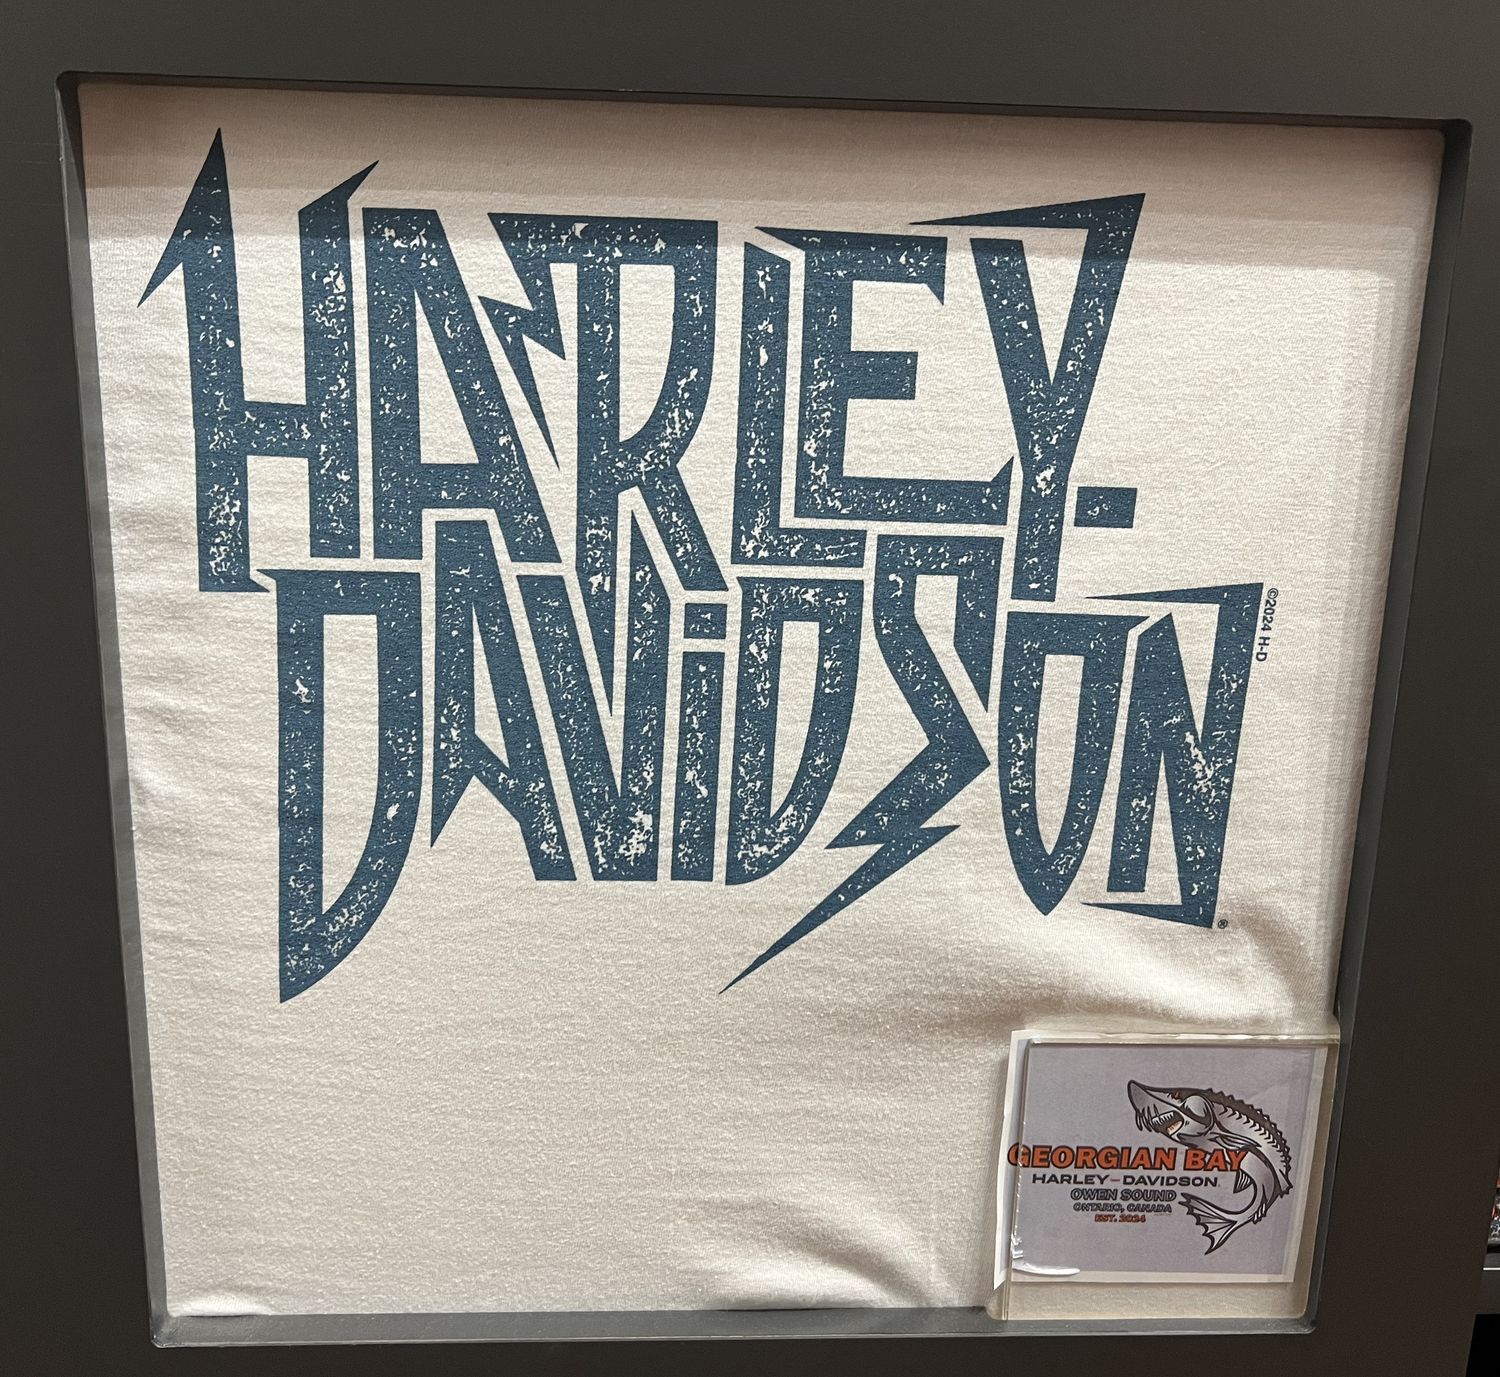 HARLEY-
DAVIDSON
©2024 H-D
®
GEORGIAN BAY
HARLEY-DAVIDSON
OWEN SOUND
ONTARIO, CANADA
EST. 2024